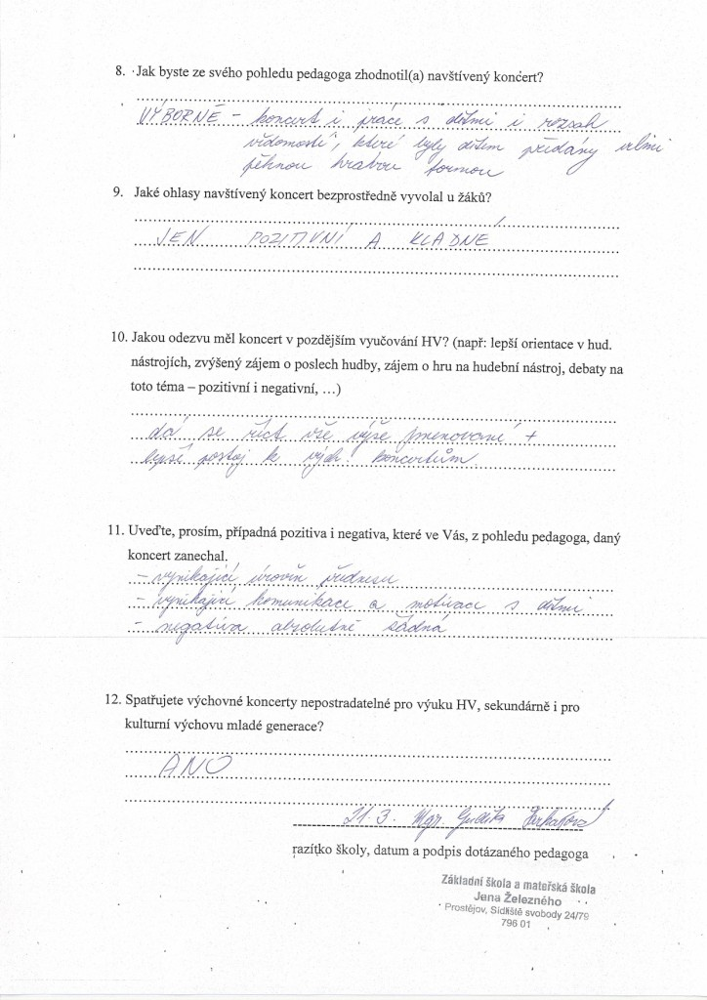 8. Jak byste ze svého pohledu pedagoga zhodnotil(a) navštívený koncert?
VÝBORNĚ - koncert i práce s dětmi i rozsah
vědomostí, které byly dětem předány velmi
pěknou hravou formou
9. Jaké ohlasy navštívený koncert bezprostředně vyvolal u žáků?
JEN POZITIVNÍ A KLADNÉ
10. Jakou odezvu měl koncert v pozdějším vyučování HV? (např: lepší orientace v hud.
nástrojích, zvýšený zájem o poslech hudby, zájem o hru na hudební nástroj, debaty na
toto téma – pozitivní i negativní, …)
dá se říct vše výše jmenované +
lepší postoj k vých. koncertům
11. Uveďte, prosím, případná pozitiva i negativa, které ve Vás, z pohledu pedagoga, daný
koncert zanechal.
- vynikající úroveň přednesu
- vynikající komunikace a motivace s dětmi
- negativa absolutně žádná
12. Spatřujete výchovné koncerty nepostradatelné pro výuku HV, sekundárně i pro
kulturní výchovu mladé generace?
ANO
21.3. Mgr.
razítko školy, datum a podpis dotázaného pedagoga
Základní škola a mateřská škola
Jena Železného
Prostějov, Sídliště svobody 24/79
796 01